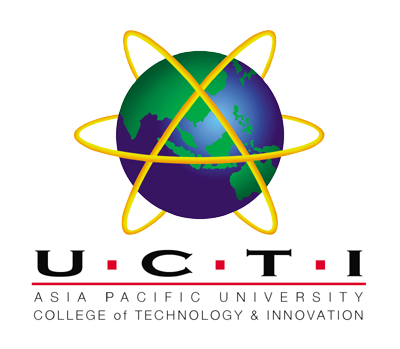 U·C·T·I
ASIA PACIFIC UNIVERSITY
COLLEGE of TECHNOLOGY & INNOVATION